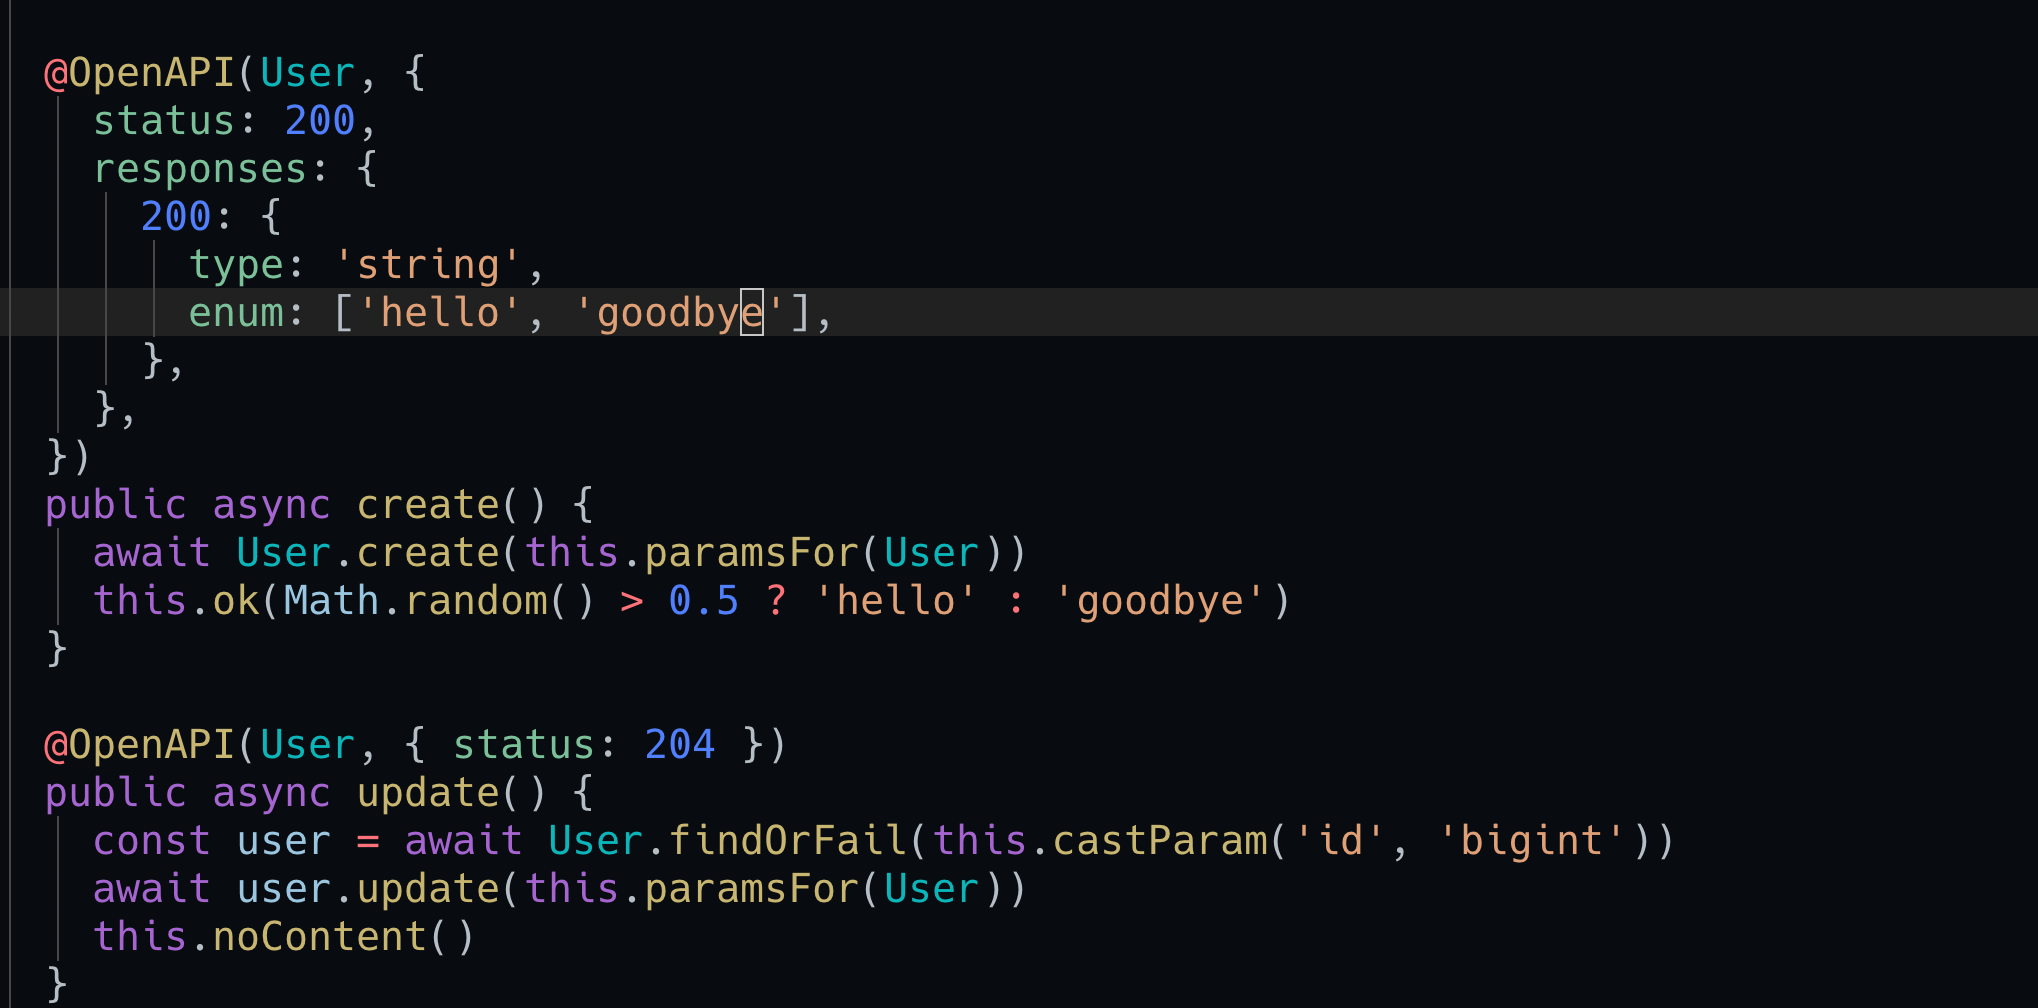 @OpenAPI(User, {
  status: 200,
  responses: {
    200: {
      type: 'string',
      enum: ['hello', 'goodbye'],
    },
  },
})
public async create() {
  await User.create(this.paramsFor(User))
  this.ok(Math.random() > 0.5 ? 'hello' : 'goodbye')
}

@OpenAPI(User, { status: 204 })
public async update() {
  const user = await User.findOrFail(this.castParam('id', 'bigint'))
  await user.update(this.paramsFor(User))
  this.noContent()
}